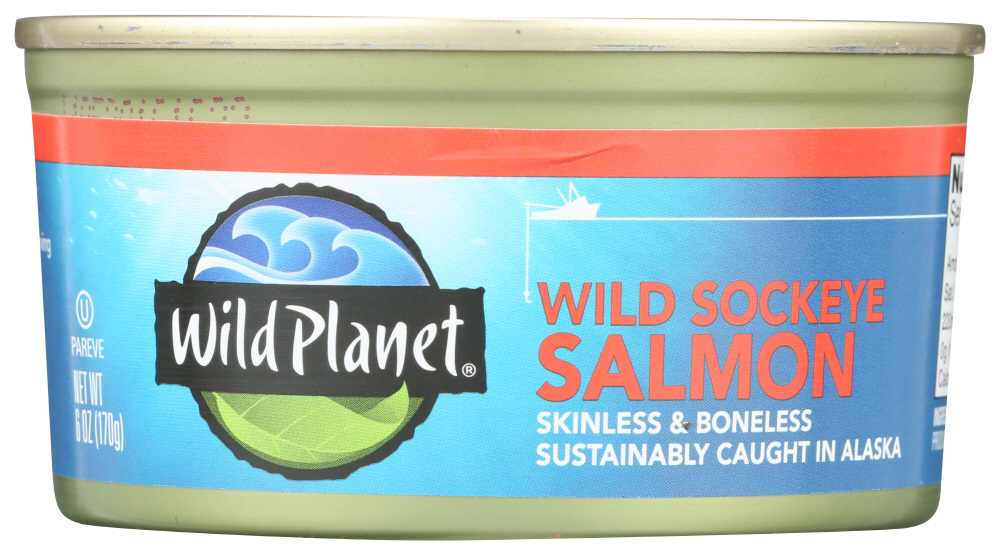 Wild Planet®
WILD SOCKEYE
SALMON
SKINLESS & BONELESS
SUSTAINABLY CAUGHT IN ALASKA
U
PAREVE
NET WT
6 OZ (170g)